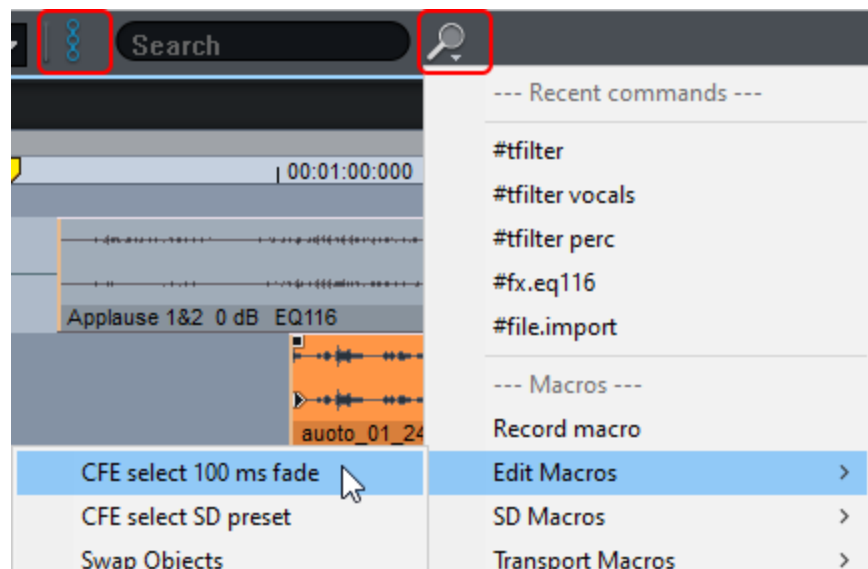 Search
--- Recent commands ---
#tfilter
#tfilter vocals
#tfilter perc
#fx.eq116
#file.import
--- Macros ---
Record macro
Edit Macros
SD Macros
Transport Macros
00:01:00:000
Applause 1&2 0 dB EQ116
auoto_01_24
CFE select 100 ms fade
CFE select SD preset
Swap Objects